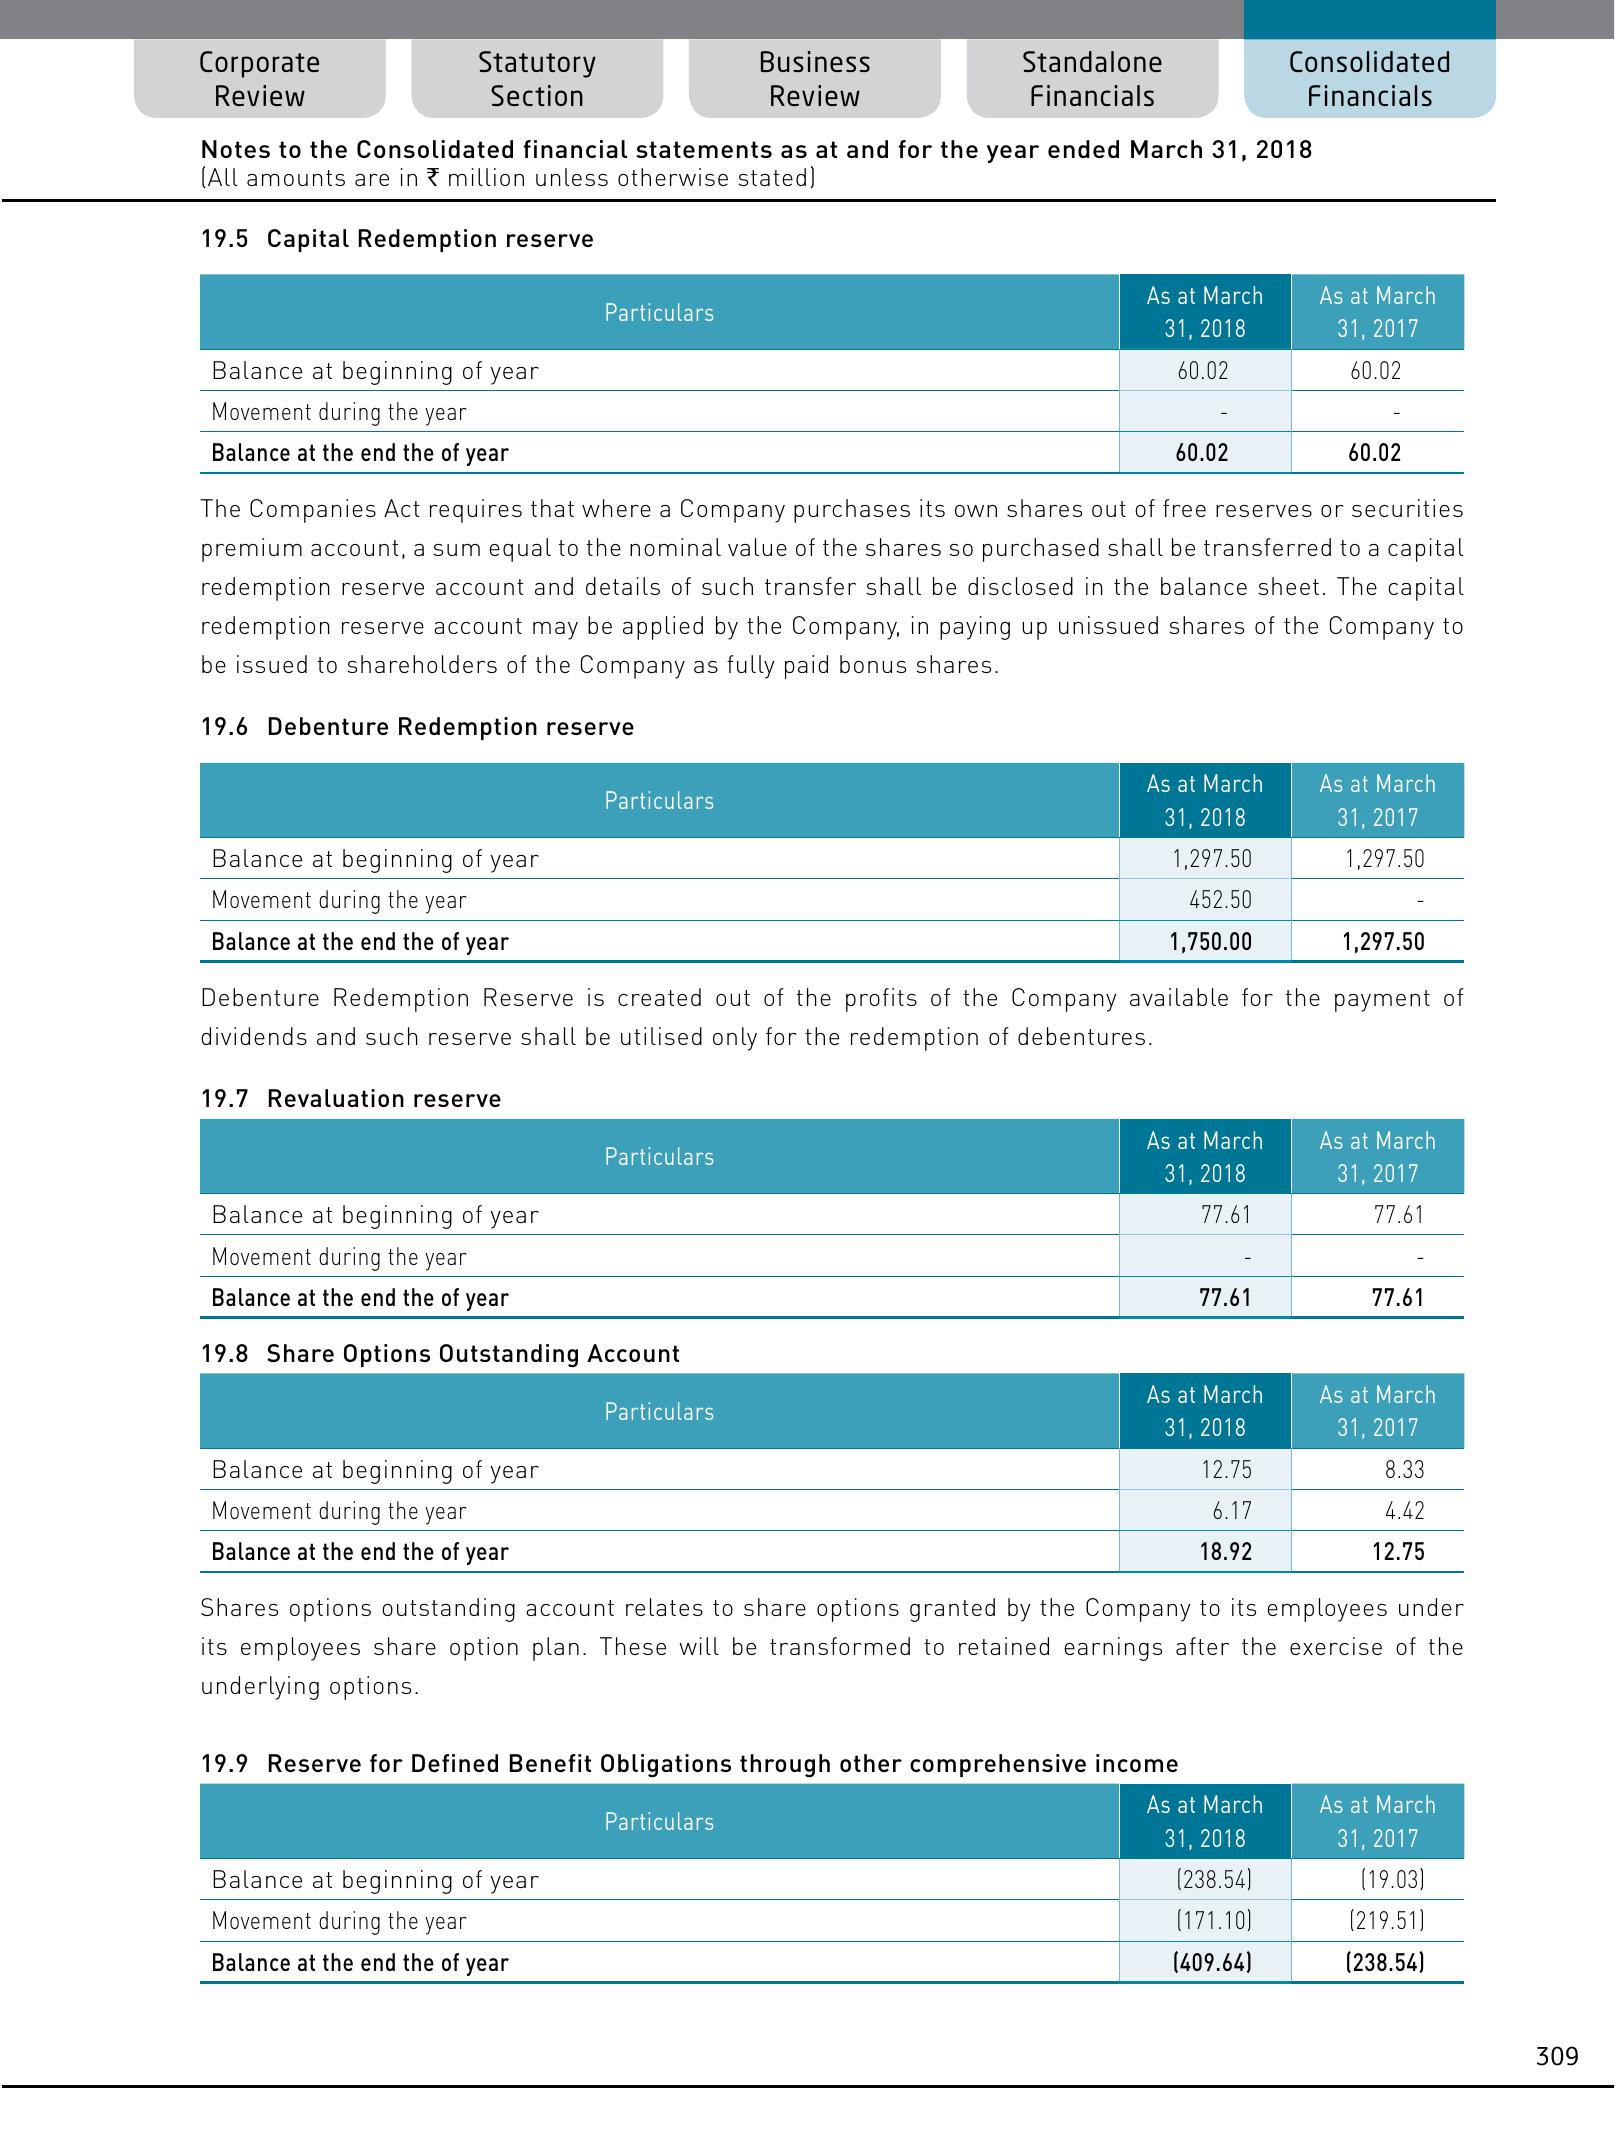 Corporate Review
Statutory Section
Business Review
Standalone Financials
Consolidated Financials
Notes to the Consolidated financial statements as at and for the year ended March 31, 2018
(All amounts are in ₹ million unless otherwise stated)
19.5 Capital Redemption reserve
Particulars As at March 31, 2018 As at March 31, 2017
Balance at beginning of year 60.02 60.02
Movement during the year - -
Balance at the end the of year 60.02 60.02
The Companies Act requires that where a Company purchases its own shares out of free reserves or securities
premium account, a sum equal to the nominal value of the shares so purchased shall be transferred to a capital
redemption reserve account and details of such transfer shall be disclosed in the balance sheet. The capital
redemption reserve account may be applied by the Company, in paying up unissued shares of the Company to
be issued to shareholders of the Company as fully paid bonus shares.
19.6 Debenture Redemption reserve
Particulars As at March 31, 2018 As at March 31, 2017
Balance at beginning of year 1,297.50 1,297.50
Movement during the year 452.50 -
Balance at the end the of year 1,750.00 1,297.50
Debenture Redemption Reserve is created out of the profits of the Company available for the payment of
dividends and such reserve shall be utilised only for the redemption of debentures.
19.7 Revaluation reserve
Particulars As at March 31, 2018 As at March 31, 2017
Balance at beginning of year 77.61 77.61
Movement during the year - -
Balance at the end the of year 77.61 77.61
19.8 Share Options Outstanding Account
Particulars As at March 31, 2018 As at March 31, 2017
Balance at beginning of year 12.75 8.33
Movement during the year 6.17 4.42
Balance at the end the of year 18.92 12.75
Shares options outstanding account relates to share options granted by the Company to its employees under
its employees share option plan. These will be transformed to retained earnings after the exercise of the
underlying options.
19.9 Reserve for Defined Benefit Obligations through other comprehensive income
Particulars As at March 31, 2018 As at March 31, 2017
Balance at beginning of year (238.54) (19.03)
Movement during the year (171.10) (219.51)
Balance at the end the of year (409.64) (238.54)
309